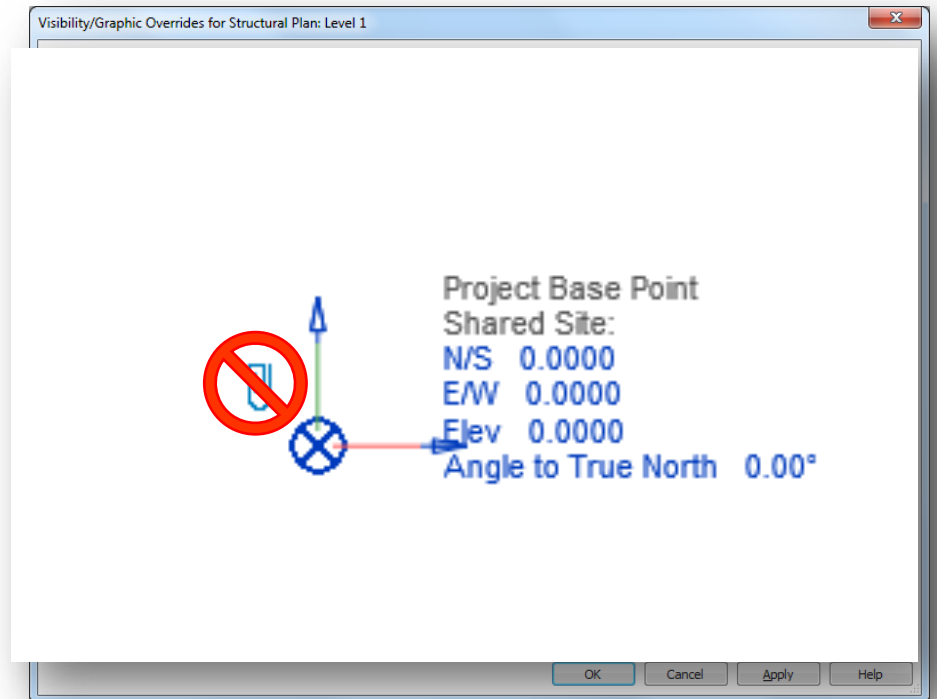 Visibility/Graphic Overrides for Structural Plan: Level 1
Project Base Point
Shared Site:
N/S 0.0000
E/W 0.0000
Elev 0.0000
Angle to True North 0.00°
OK Cancel Apply Help